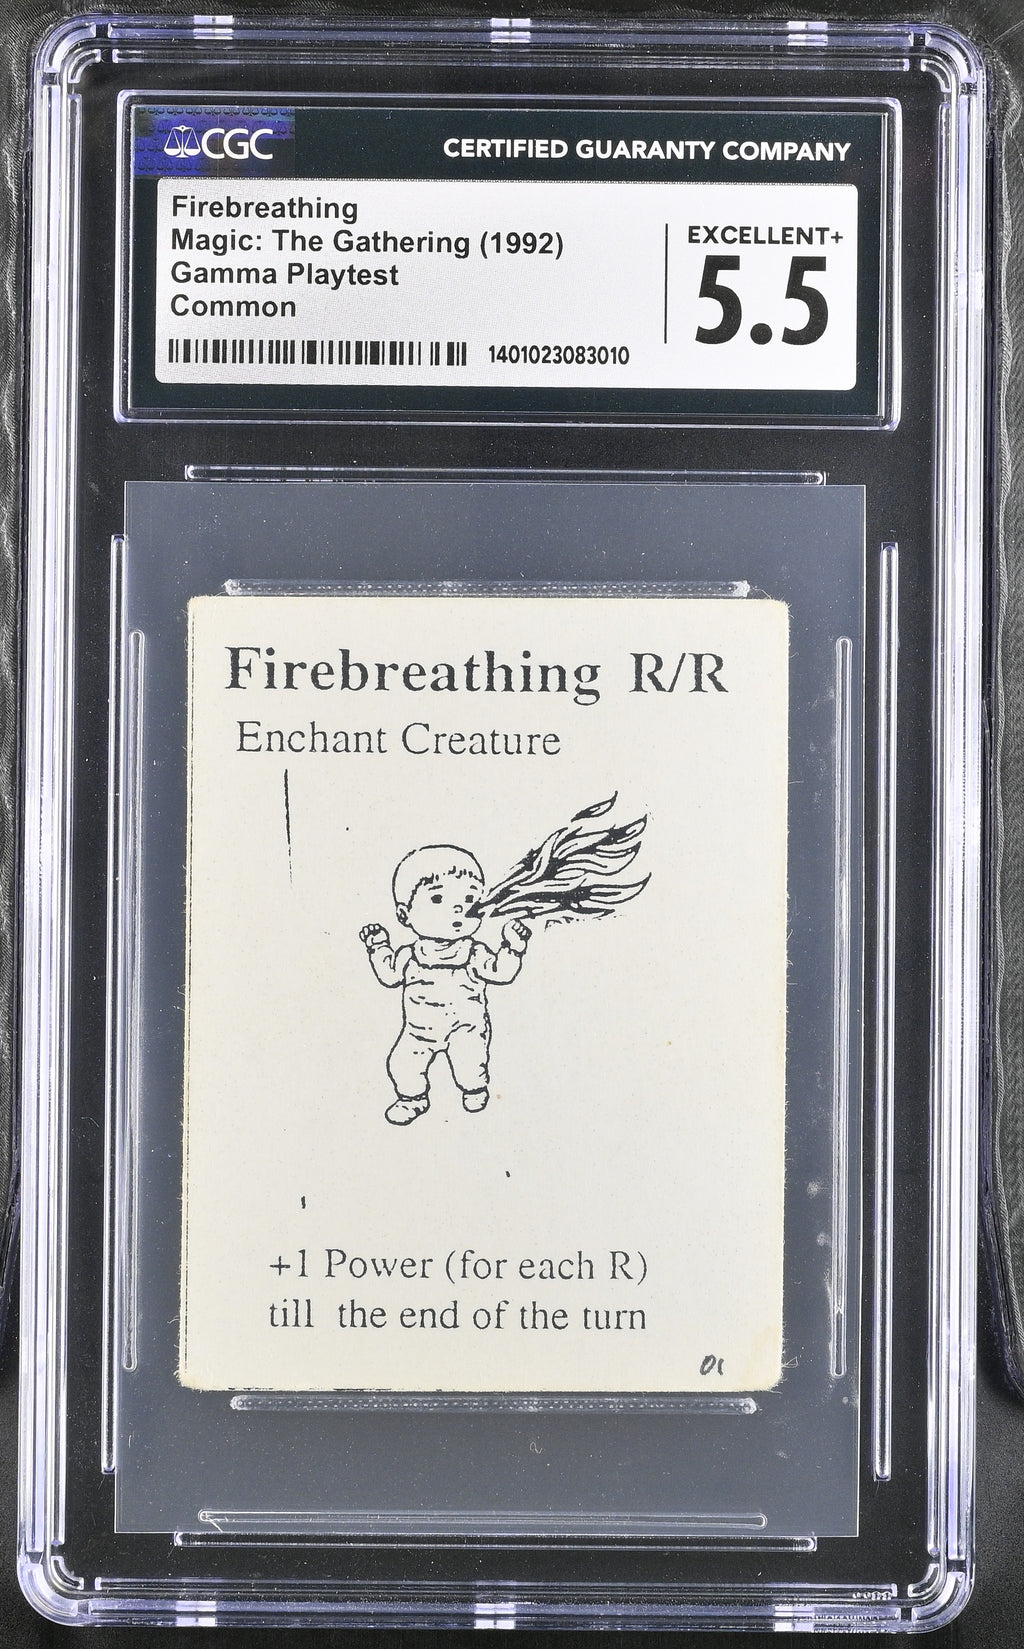 CGC
CERTIFIED GUARANTY COMPANY
Firebreathing
Magic: The Gathering (1992)
Gamma Playtest
Common
EXCELLENT+
5.5
1401023083010
Firebreathing R/R
Enchant Creature
+1 Power (for each R)
till the end of the turn